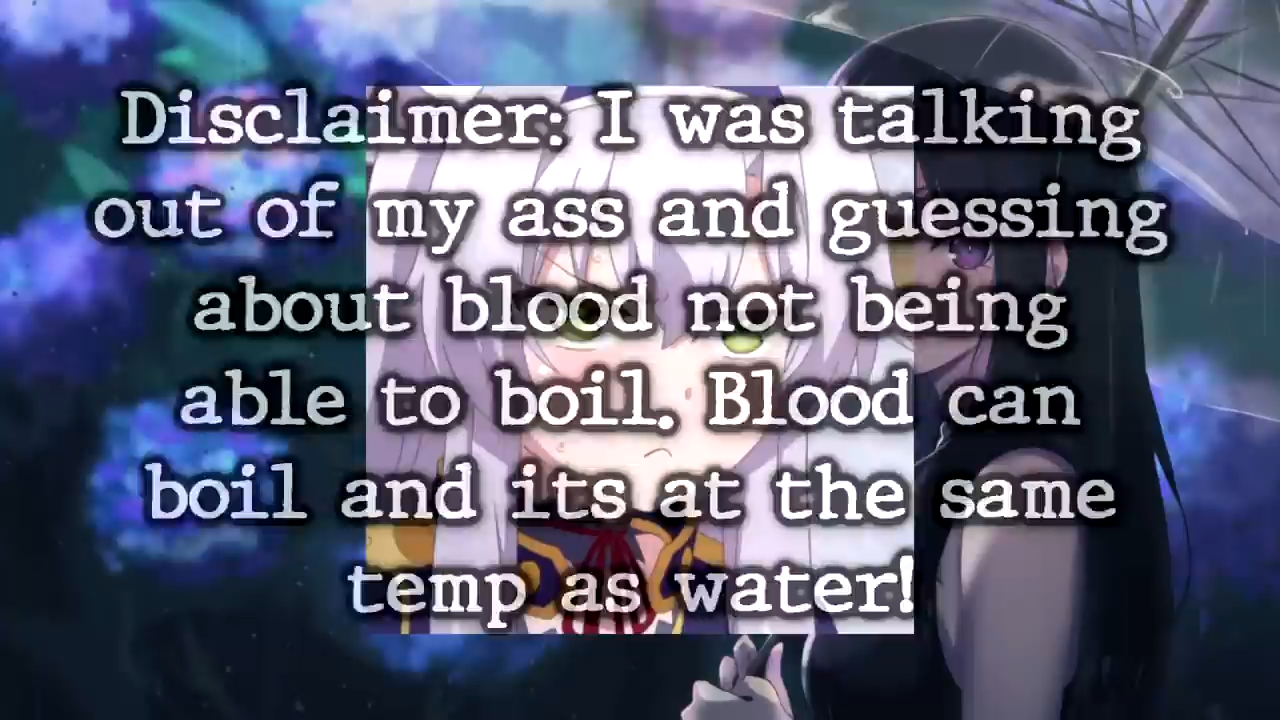 Disclaimer: I was talking
out of my ass and guessing
about blood not being
able to boil. Blood can
boil and its at the same
temp as water!